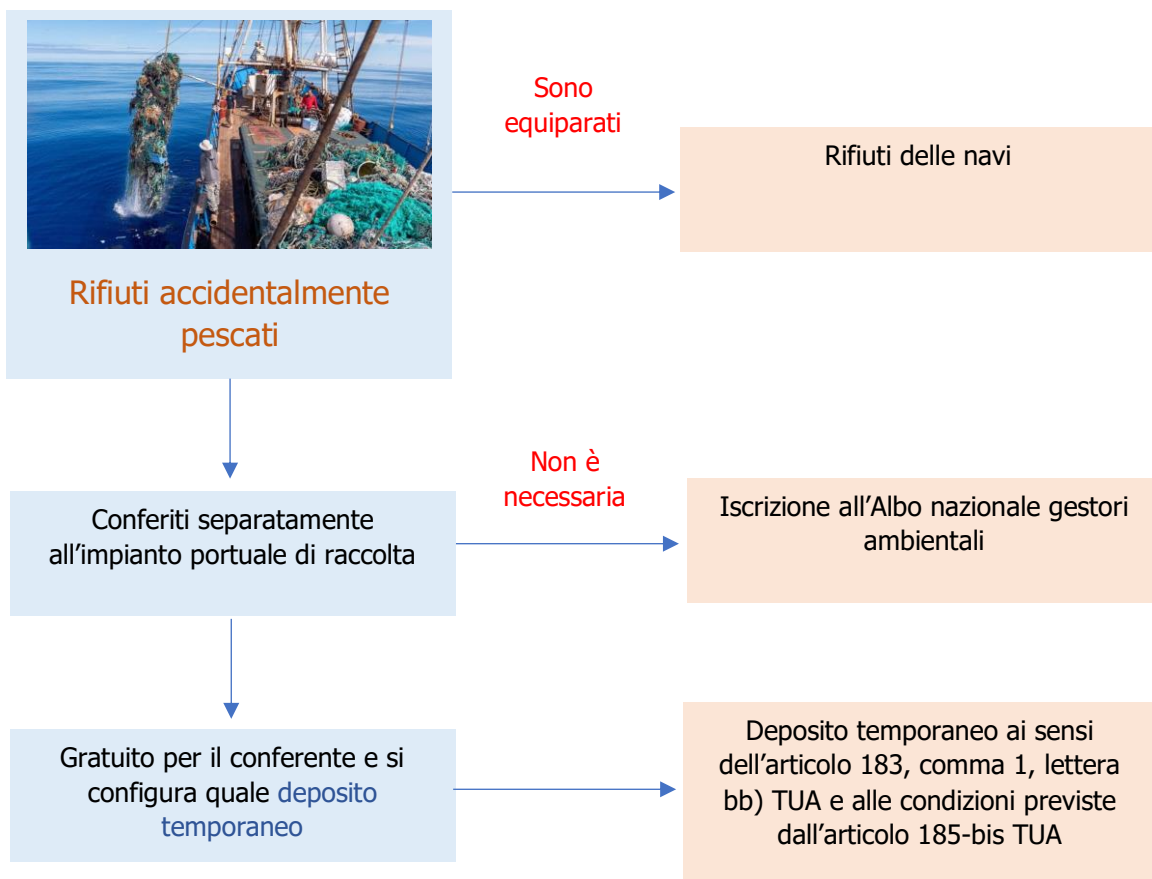 Sono
equiparati
Rifiuti delle navi
Rifiuti accidentalmente
pescati
Non è
necessaria
Conferiti separatamente
all’impianto portuale di raccolta
Iscrizione all’Albo nazionale gestori
ambientali
Gratuito per il conferente e si
configura quale deposito
temporaneo
Deposito temporaneo ai sensi
dell’articolo 183, comma 1, lettera
bb) TUA e alle condizioni previste
dall’articolo 185-bis TUA